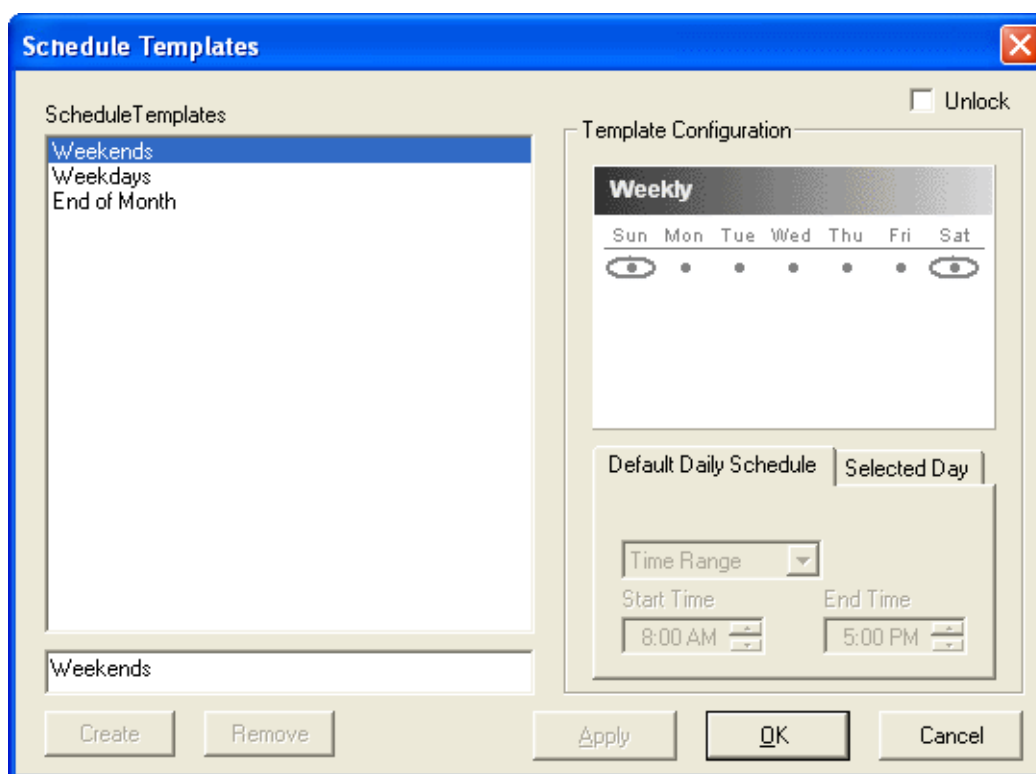 Schedule Templates
Unlock
ScheduleTemplates
Weekends
Weekdays
End of Month
Weekends
Create
Remove
Template Configuration
Weekly
Sun Mon Tue Wed Thu Fri Sat
Default Daily Schedule
Selected Day
Time Range
Start Time End Time
8:00 AM 5:00 PM
Apply
OK
Cancel